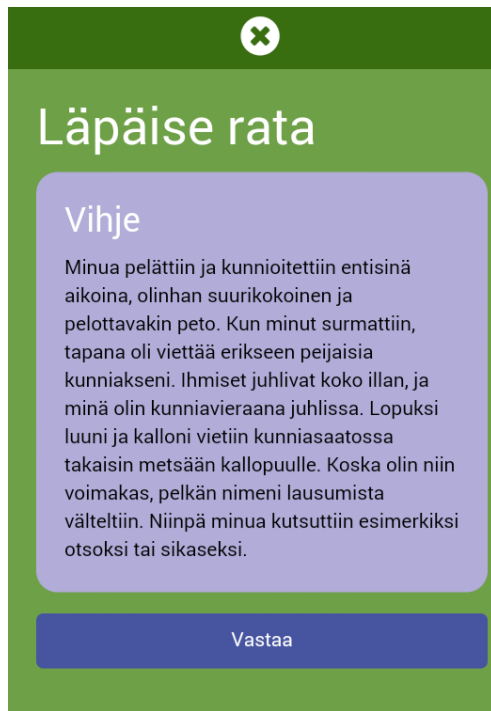 Läpäise rata
Vihje
Minua pelättiin ja kunnioitettiin entisinä
aikoina, olinhan suurikokoinen ja
pelottavakin peto. Kun minut surmattiin,
tapana oli viettää erikseen peijaisia
kunniakseni. Ihmiset juhlivat koko illan, ja
minä olin kunniavieraana juhlissa. Lopuksi
luuni ja kalloni vietiin kunniasaatossa
takaisin metsään kallopuulle. Koska olin niin
voimakas, pelkän nimeni lausumista
välteltiin. Niinpä minua kutsuttiin esimerkiksi
otsoksi tai sikaseksi.
Vastaa